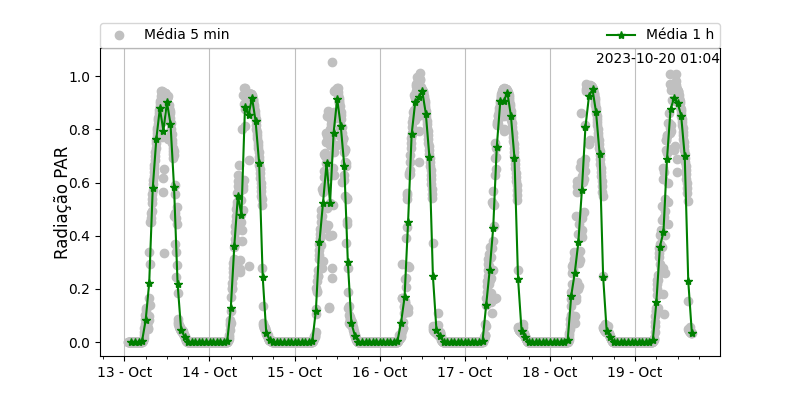 Média 5 min
Média 1 h
2023-10-20 01:04
Radiação PAR
1.0
0.8
0.6
0.4
0.2
0.0
13 - Oct
14 - Oct
15 - Oct
16 - Oct
17 - Oct
18 - Oct
19 - Oct